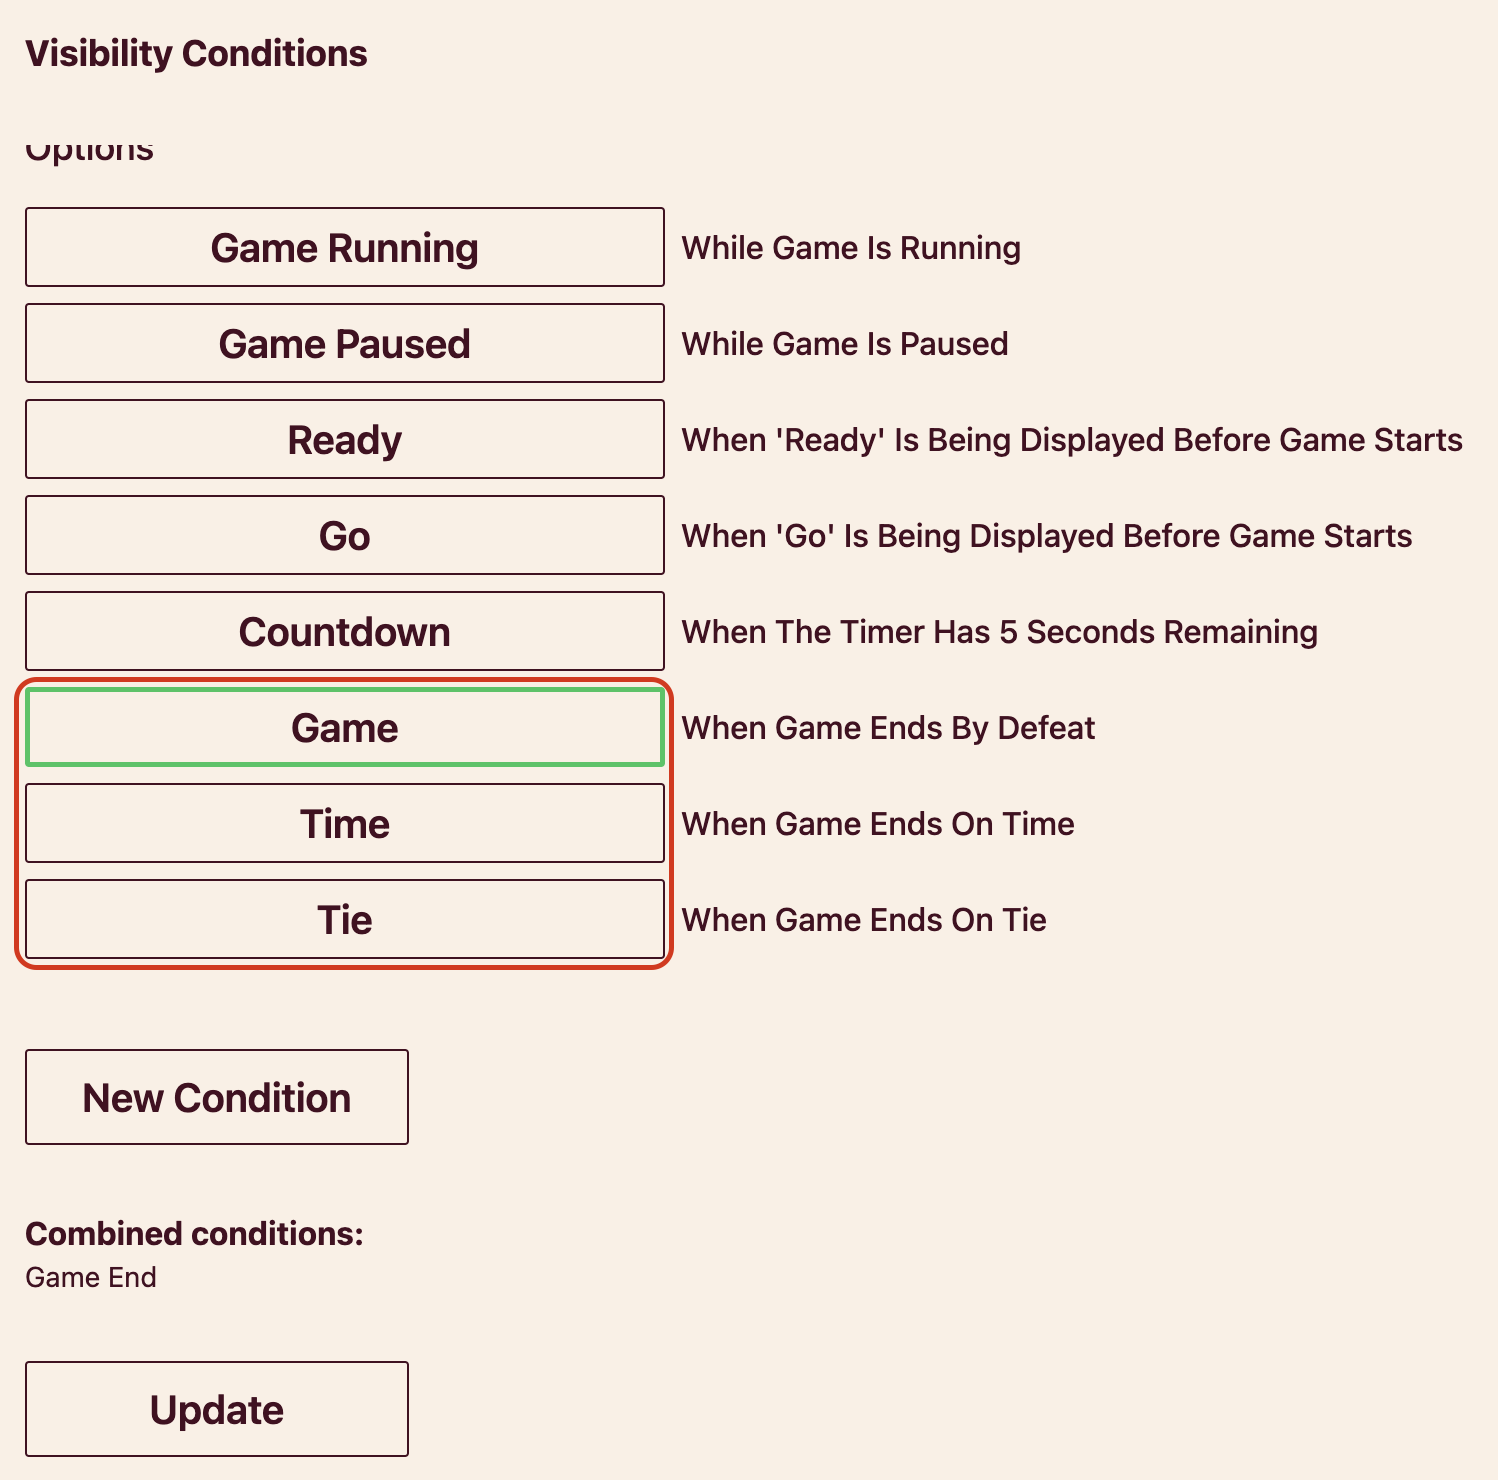 Visibility Conditions
Options
Game Running While Game Is Running
Game Paused While Game Is Paused
Ready When 'Ready' Is Being Displayed Before Game Starts
Go When 'Go' Is Being Displayed Before Game Starts
Countdown When The Timer Has 5 Seconds Remaining
Game When Game Ends By Defeat
Time When Game Ends On Time
Tie When Game Ends On Tie
New Condition
Combined conditions:
Game End
Update